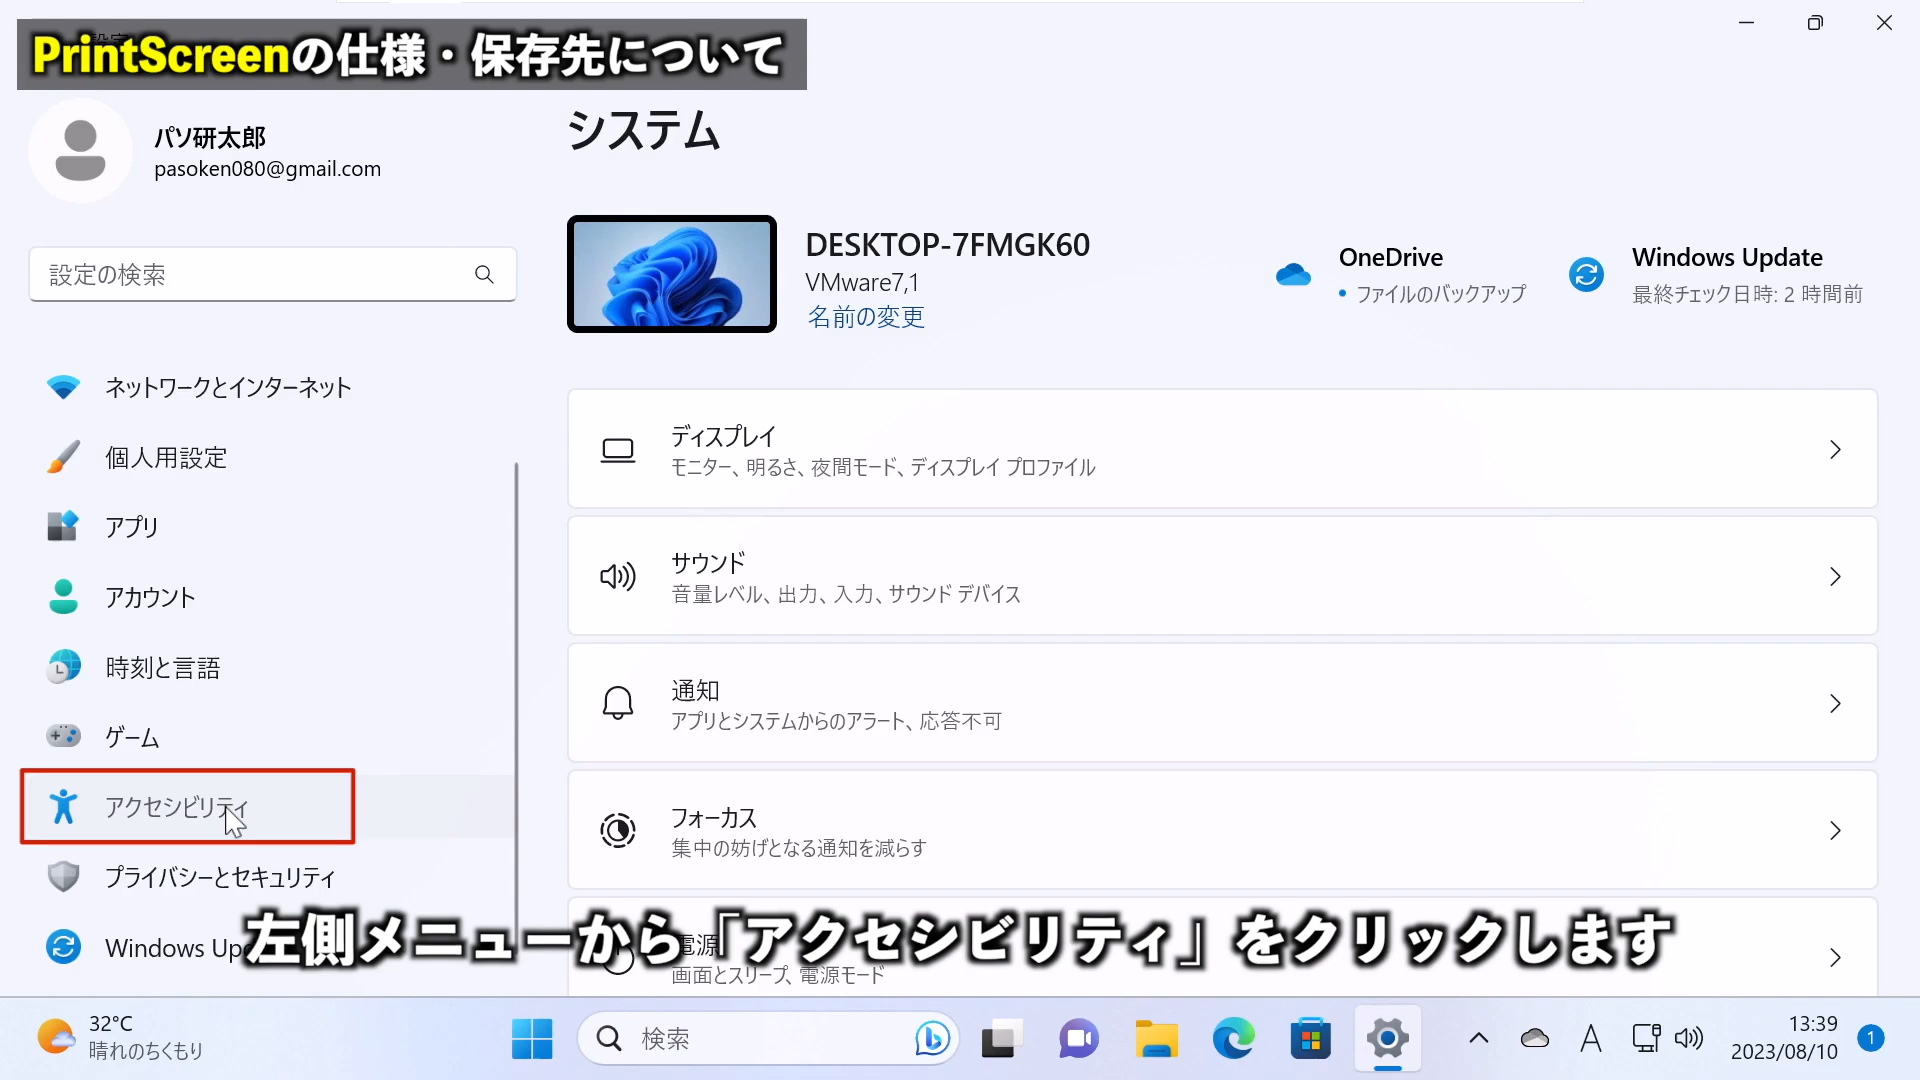 PrintScreenの仕様・保存先について
パソ研太郎
pasoken080@gmail.com
設定の検索
ネットワークとインターネット
個人用設定
アプリ
アカウント
時刻と言語
ゲーム
アクセシビリティ
プライバシーとセキュリティ
Windows Up
システム
DESKTOP-7FMGK60
VMware7,1
名前の変更
OneDrive
• ファイルのバックアップ
Windows Update
最終チェック日時: 2 時間前
ディスプレイ
モニター、明るさ、夜間モード、ディスプレイ プロファイル
サウンド
音量レベル、出力、入力、サウンド デバイス
通知
アプリとシステムからのアラート、応答不可
フォーカス
集中の妨げとなる通知を減らす
電源
画面とスリープ、電源モード
左側メニューから「アクセシビリティ」をクリックします
32°C
晴れのちくもり
検索
A
13:39
2023/08/10
1